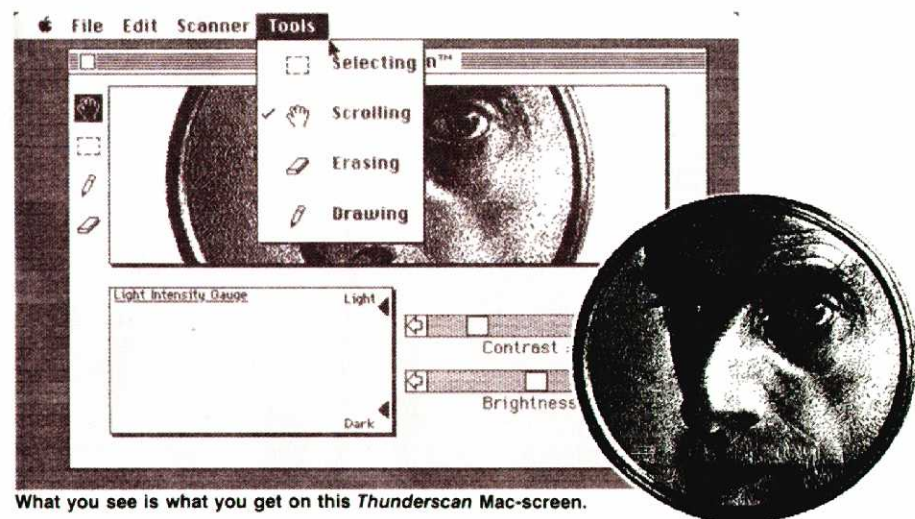 File Edit Scanner Tools
n™
Selecting
Scrolling
Erasing
Drawing
Light Intensity Gauge
Light
Dark
Contrast
Brightness
What you see is what you get on this Thunderscan Mac-screen.